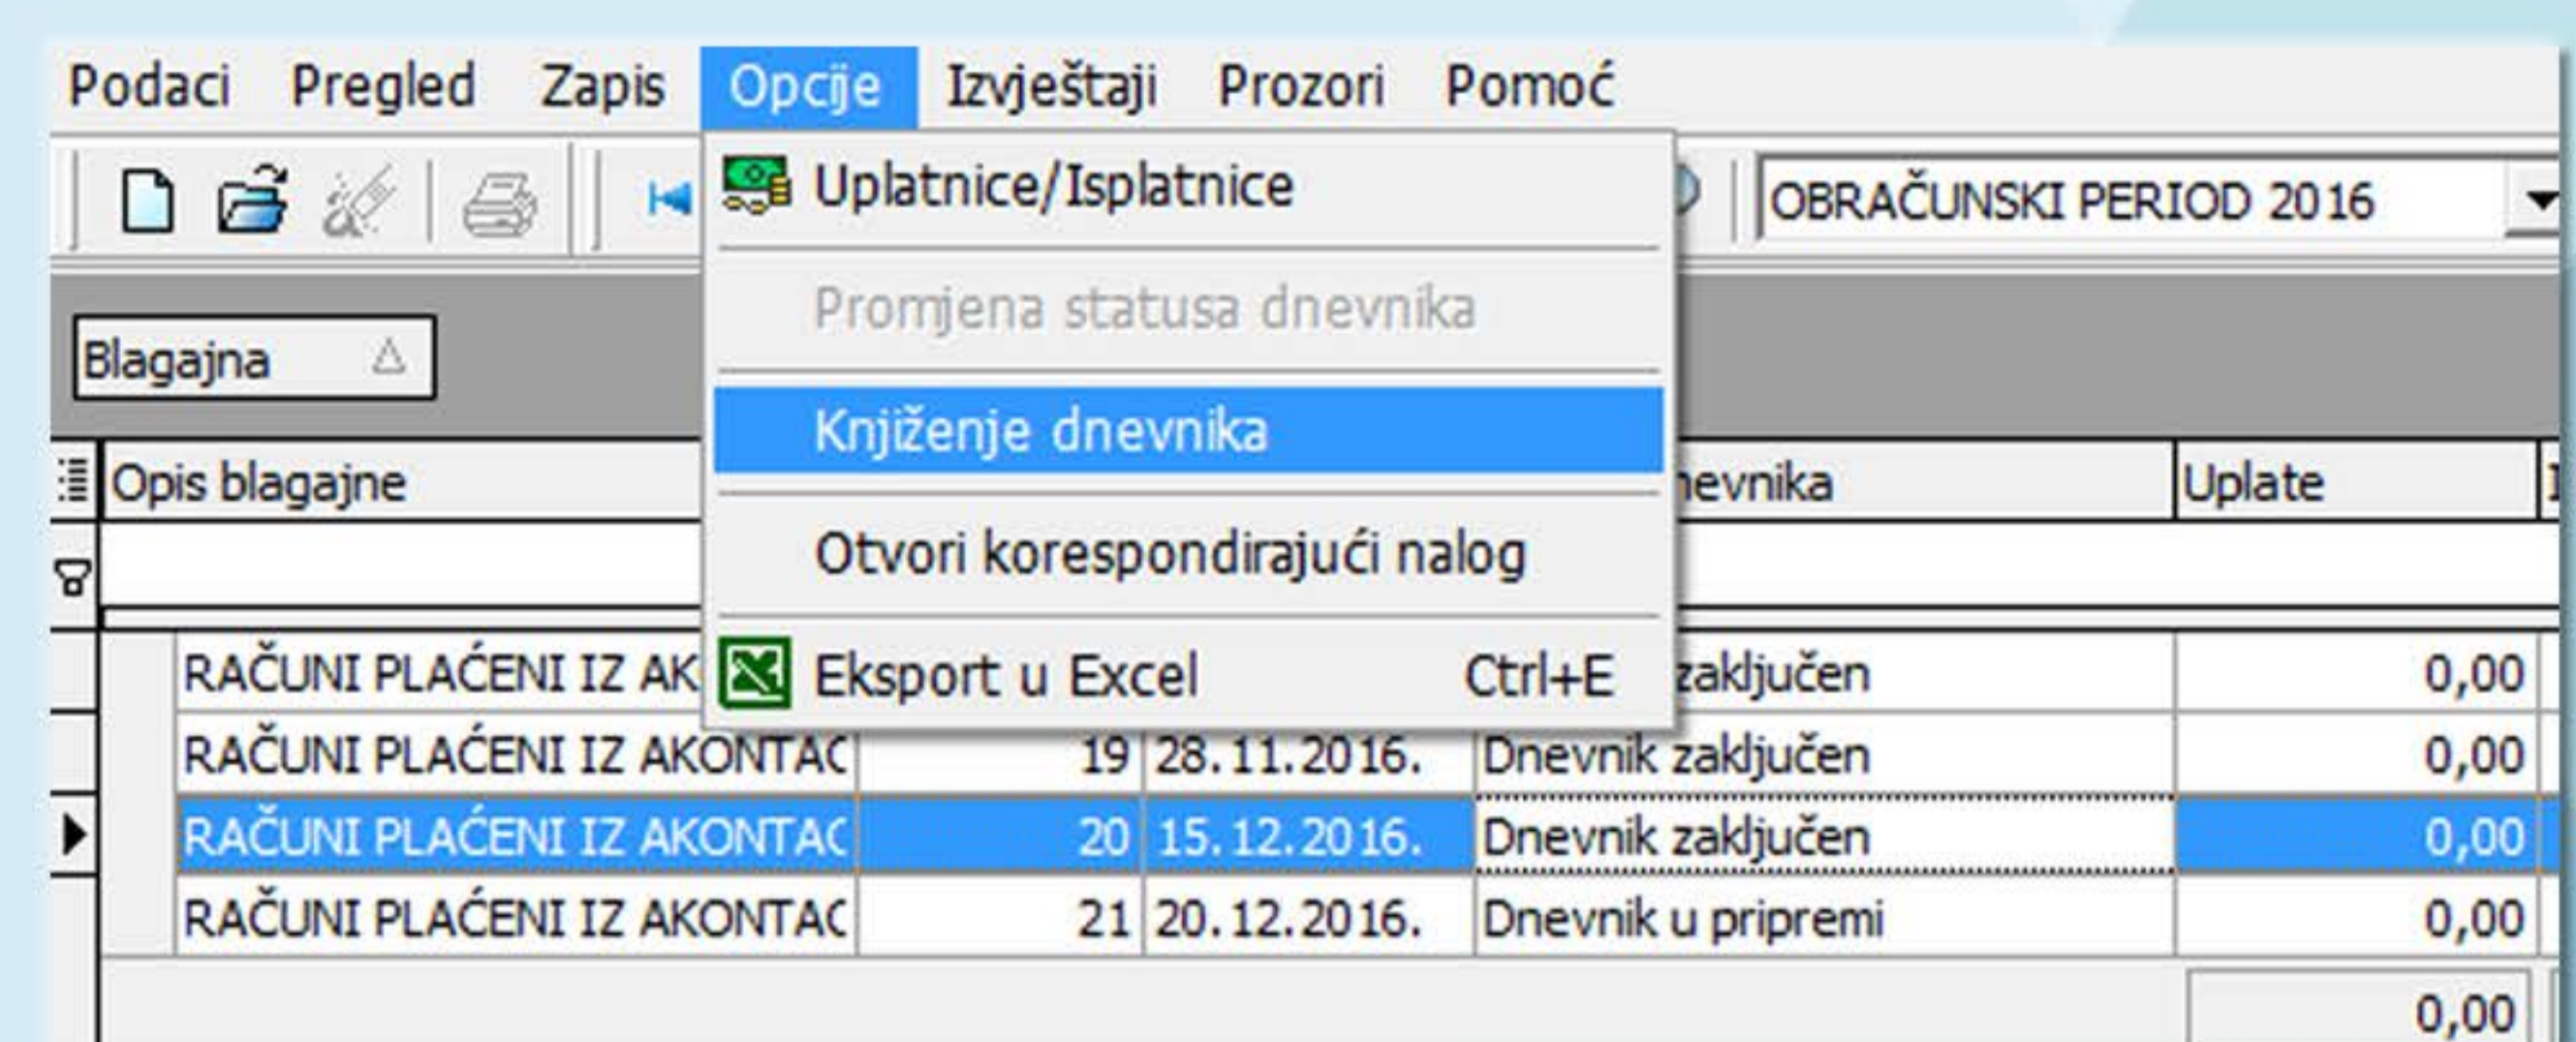 Podaci Pregled Zapis Opcije Izvještaji Prozori Pomoć
Uplatnice/Isplatnice
OBRAČUNSKI PERIOD 2016
Promjena statusa dnevnika
Blagajna
Knjiženje dnevnika
Opis blagajne Uplate
Otvori korespondirajući nalog
Eksport u Excel Ctrl+E
RAČUNI PLAĆENI IZ AK zaključen 0,00
RAČUNI PLAĆENI IZ AKONTAC 19 28.11.2016. Dnevnik zaključen 0,00
RAČUNI PLAĆENI IZ AKONTAC 20 15.12.2016. Dnevnik zaključen 0,00
RAČUNI PLAĆENI IZ AKONTAC 21 20.12.2016. Dnevnik u pripremi 0,00
0,00